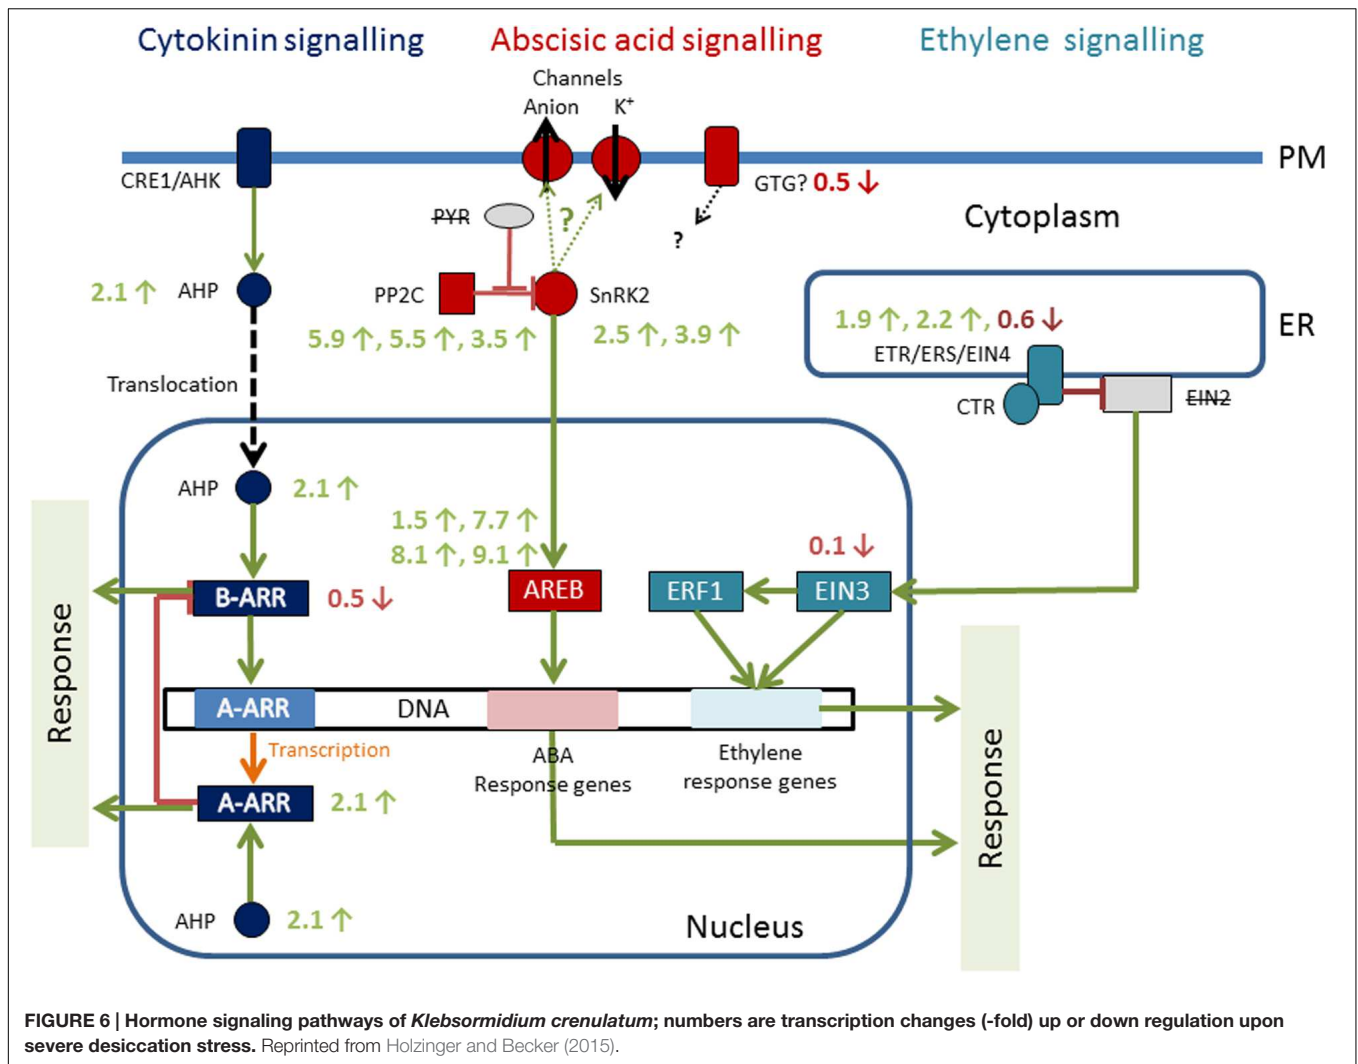 Cytokinin signalling
Abscisic acid signalling
Ethylene signalling
Channels
Anion K⁺
PM
CRE1/AHK
GTG? 0.5 ↓
Cytoplasm
PYR
?
?
2.1 ↑ AHP
PP2C
SnRK2
5.9 ↑, 5.5 ↑, 3.5 ↑
2.5 ↑, 3.9 ↑
1.9 ↑, 2.2 ↑, 0.6 ↓
ER
ETR/ERS/EIN4
CTR
EIN2
Translocation
AHP 2.1 ↑
1.5 ↑, 7.7 ↑
8.1 ↑, 9.1 ↑
0.1 ↓
B-ARR 0.5 ↓
AREB
ERF1
EIN3
Response
A-ARR
DNA
Transcription
ABA
Response genes
Ethylene
response genes
A-ARR 2.1 ↑
Response
AHP 2.1 ↑
Nucleus
FIGURE 6 | Hormone signaling pathways of Klebsormidium crenulatum; numbers are transcription changes (-fold) up or down regulation upon
severe desiccation stress. Reprinted from Holzinger and Becker (2015).